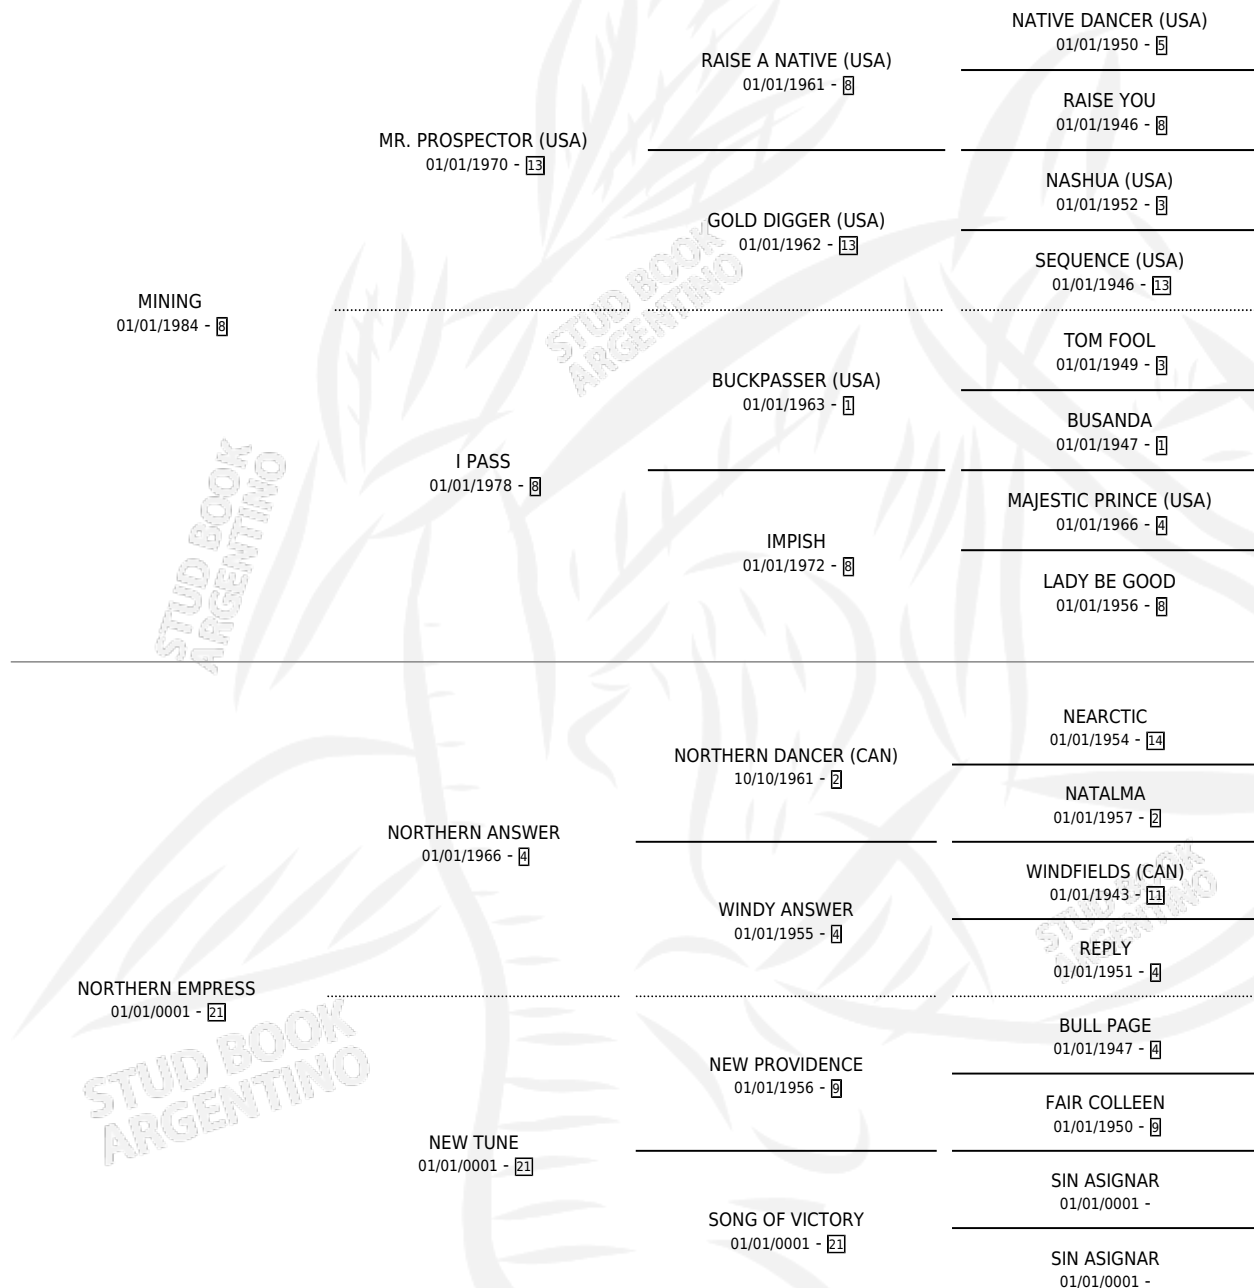 NATIVE DANCER (USA)
01/01/1950 - 5
RAISE A NATIVE (USA)
01/01/1961 - 8
RAISE YOU
01/01/1946 - 8
MR. PROSPECTOR (USA)
01/01/1970 - 13
NASHUA (USA)
01/01/1952 - 3
GOLD DIGGER (USA)
01/01/1962 - 13
SEQUENCE (USA)
01/01/1946 - 13
MINING
01/01/1984 - 8
TOM FOOL
01/01/1949 - 3
BUCKPASSER (USA)
01/01/1963 - 1
BUSANDA
01/01/1947 - 1
I PASS
01/01/1978 - 8
MAJESTIC PRINCE (USA)
01/01/1966 - 4
IMPISH
01/01/1972 - 8
LADY BE GOOD
01/01/1956 - 8
NEARCTIC
01/01/1954 - 14
NORTHERN DANCER (CAN)
10/10/1961 - 2
NATALMA
01/01/1957 - 2
NORTHERN ANSWER
01/01/1966 - 4
WINDFIELDS (CAN)
01/01/1943 - 11
WINDY ANSWER
01/01/1955 - 4
REPLY
01/01/1951 - 4
NORTHERN EMPRESS
01/01/0001 - 21
BULL PAGE
01/01/1947 - 4
NEW PROVIDENCE
01/01/1956 - 9
FAIR COLLEEN
01/01/1950 - 9
NEW TUNE
01/01/0001 - 21
SIN ASIGNAR
01/01/0001 -
SONG OF VICTORY
01/01/0001 - 21
SIN ASIGNAR
01/01/0001 -
STUD BOOK
ARGENTINO
STUD BOOK
ARGENTINO
STUD BOOK
ARGENTINO
STUD BOOK
ARGENTINO